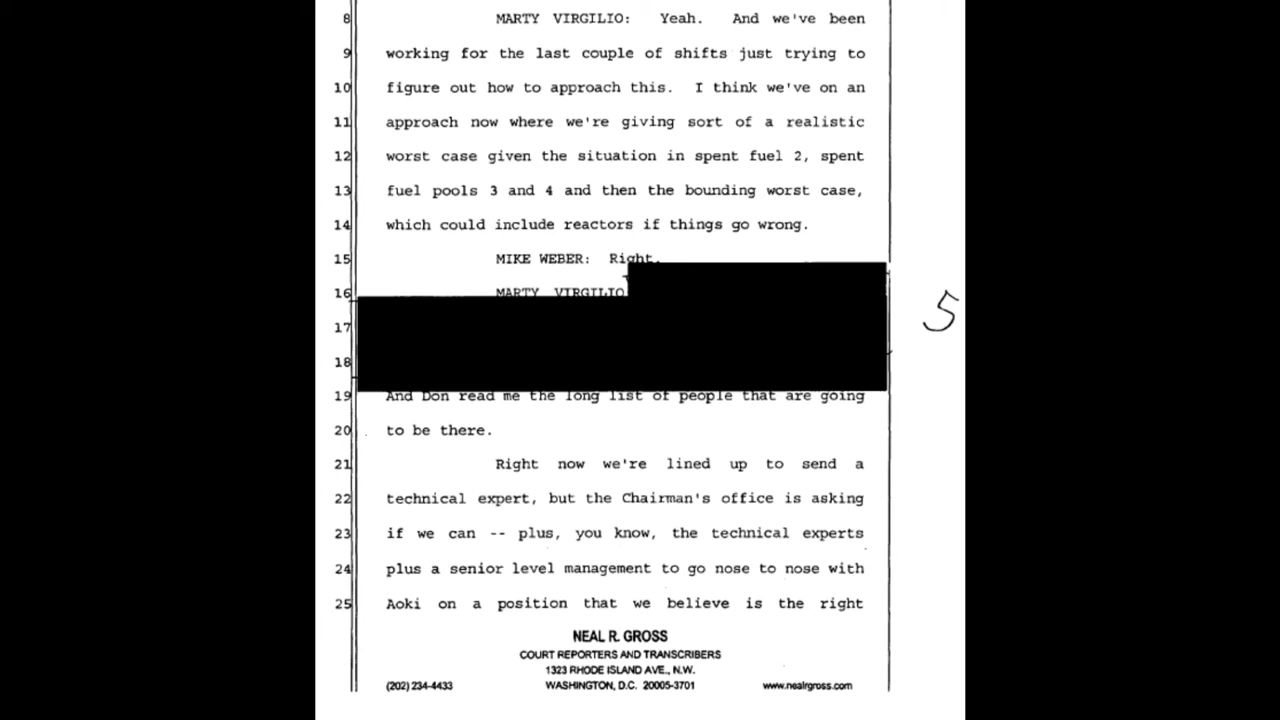 8 MARTY VIRGILIO: Yeah. And we've been
9 working for the last couple of shifts just trying to
10 figure out how to approach this. I think we've on an
11 approach now where we're giving sort of a realistic
12 worst case given the situation in spent fuel 2, spent
13 fuel pools 3 and 4 and then the bounding worst case,
14 which could include reactors if things go wrong.
15 MIKE WEBER: Right.
16 MARTY VIRGILIO
17
18
5
19 And Don read me the long list of people that are going
20 to be there.
21 Right now we're lined up to send a
22 technical expert, but the Chairman's office is asking
23 if we can -- plus, you know, the technical experts
24 plus a senior level management to go nose to nose with
25 Aoki on a position that we believe is the right
NEAL R. GROSS
COURT REPORTERS AND TRANSCRIBERS
1323 RHODE ISLAND AVE., N.W.
(202) 234-4433 WASHINGTON, D.C. 20005-3701 www.nealrgross.com